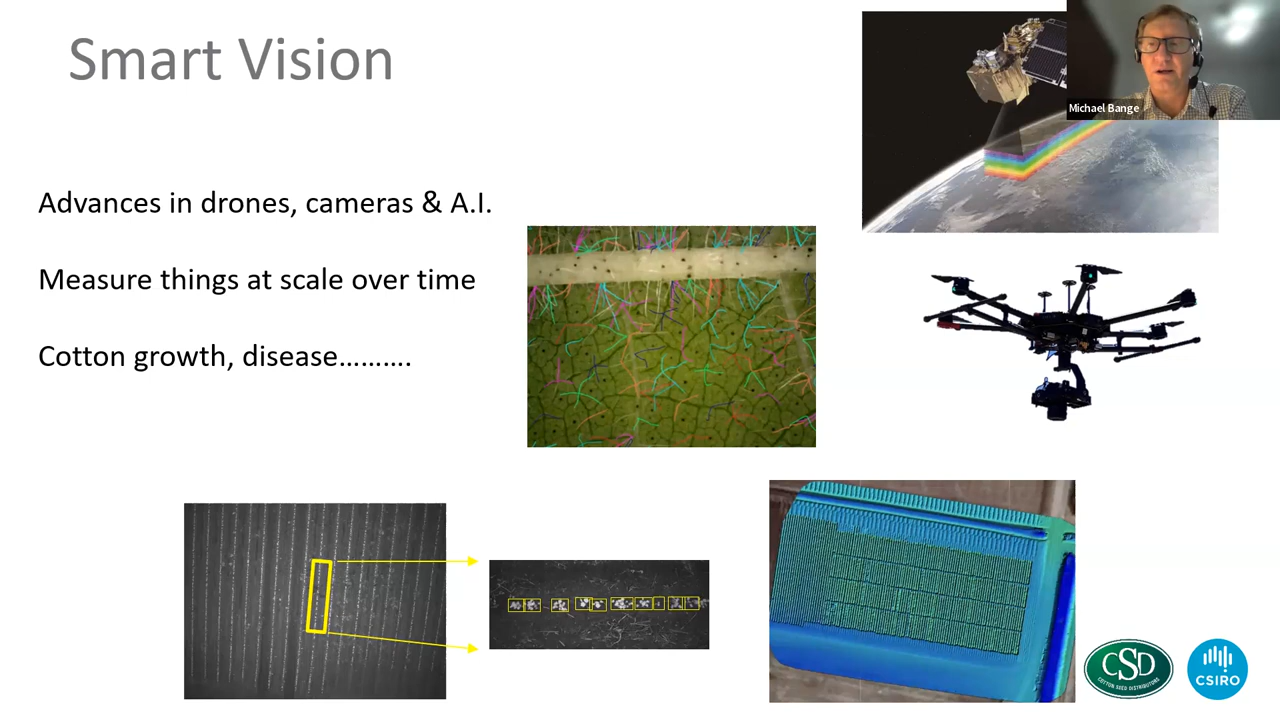 Smart Vision
Michael Bange
Advances in drones, cameras & A.I.
Measure things at scale over time
Cotton growth, disease……….
CSD
COTTON SEED DISTRIBUTORS
CSIRO